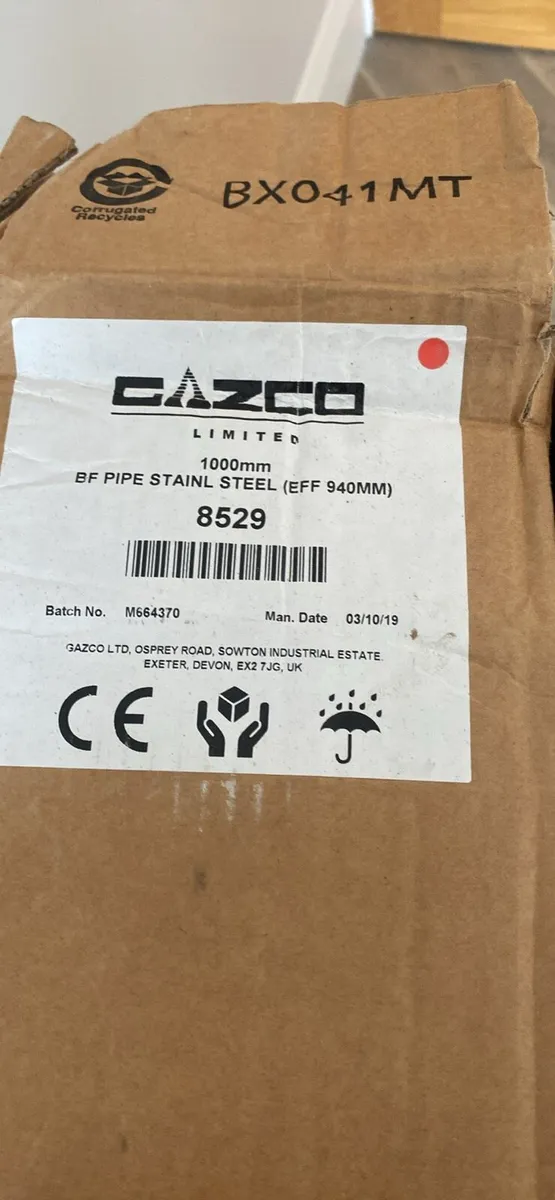 Corrugated
Recycles
BX041MT
GAZCO
LIMITED
1000mm
BF PIPE STAINL STEEL (EFF 940MM)
8529
Batch No. M664370 Man. Date 03/10/19
GAZCO LTD, OSPREY ROAD, SOWTON INDUSTRIAL ESTATE
EXETER, DEVON, EX2 7JG, UK
CE